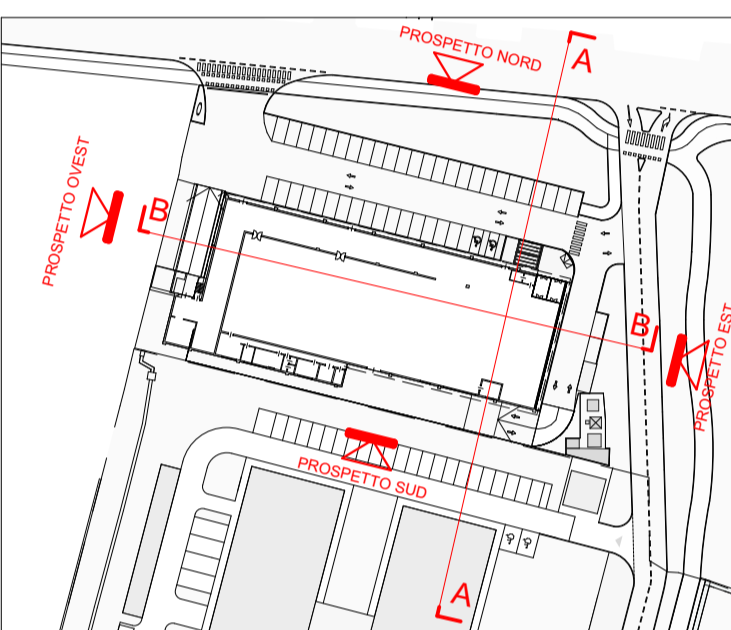 PROSPETTO NORD
A
PROSPETTO OVEST
B
B
PROSPETTO EST
PROSPETTO SUD
A